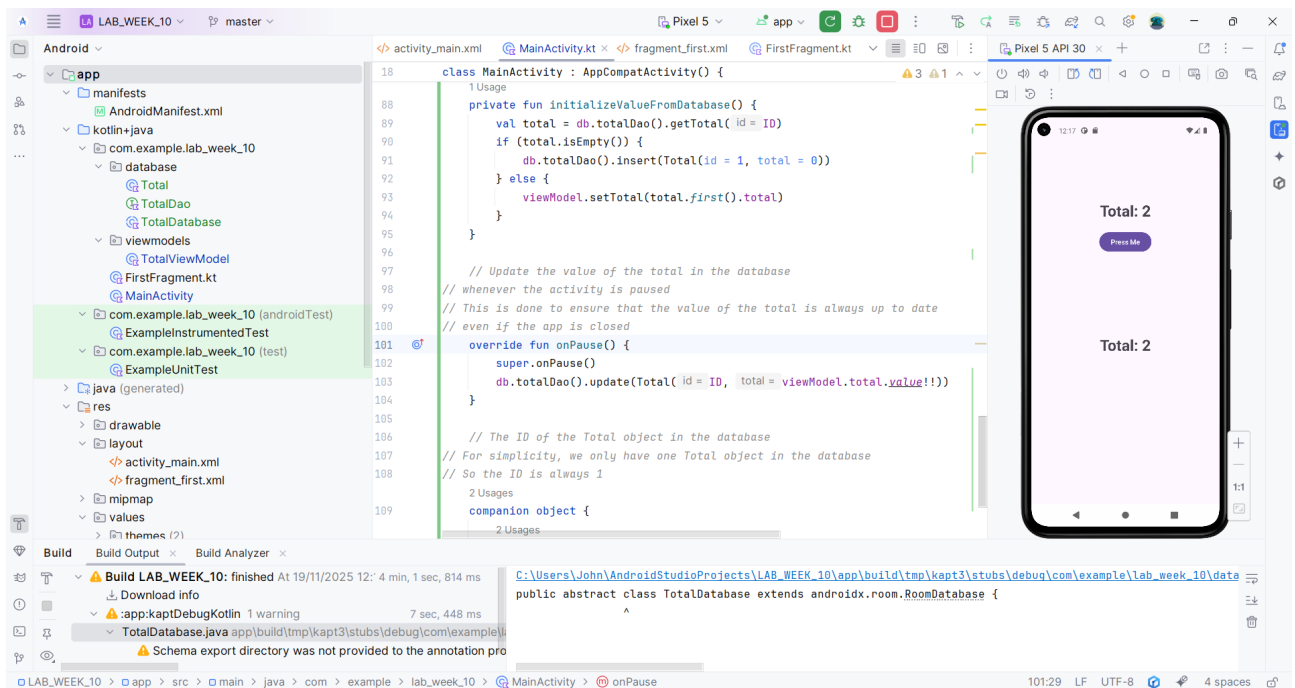 LAB_WEEK_10
master
Pixel 5
app
Android
activity_main.xml
MainActivity.kt
fragment_first.xml
FirstFragment.kt
Pixel 5 API 30
app
manifests
AndroidManifest.xml
kotlin+java
com.example.lab_week_10
database
Total
TotalDao
TotalDatabase
viewmodels
TotalViewModel
FirstFragment.kt
MainActivity
com.example.lab_week_10 (androidTest)
ExampleInstrumentedTest
com.example.lab_week_10 (test)
ExampleUnitTest
java (generated)
res
drawable
layout
activity_main.xml
fragment_first.xml
mipmap
values
themes (2)
18 class MainActivity : AppCompatActivity() {
3 1
1 Usage
88 private fun initializeValueFromDatabase() {
89 val total = db.totalDao().getTotal( id = ID)
90 if (total.isEmpty()) {
91 db.totalDao().insert(Total(id = 1, total = 0))
92 } else {
93 viewModel.setTotal(total.first().total)
94 }
95 }
96
97 // Update the value of the total in the database
98 // whenever the activity is paused
99 // This is done to ensure that the value of the total is always up to date
100 // even if the app is closed
101 override fun onPause() {
102 super.onPause()
103 db.totalDao().update(Total( id = ID, total = viewModel.total.value!!))
104 }
105
106 // The ID of the Total object in the database
107 // For simplicity, we only have one Total object in the database
108 // So the ID is always 1
2 Usages
109 companion object {
2 Usages
12:17
Total: 2
Press Me
Total: 2
1:1
Build
Build Output
Build Analyzer
Build LAB_WEEK_10: finished At 19/11/2025 12:' 4 min, 1 sec, 814 ms
Download info
:app:kaptDebugKotlin 1 warning 7 sec, 448 ms
TotalDatabase.java app\build\tmp\kapt3\stubs\debug\com\example\l
Schema export directory was not provided to the annotation pro
C:\Users\John\AndroidStudioProjects\LAB_WEEK_10\app\build\tmp\kapt3\stubs\debug\com\example\lab_week_10\data
public abstract class TotalDatabase extends androidx.room.RoomDatabase {
^
LAB_WEEK_10 > app > src > main > java > com > example > lab_week_10 > MainActivity > onPause
101:29 LF UTF-8 4 spaces